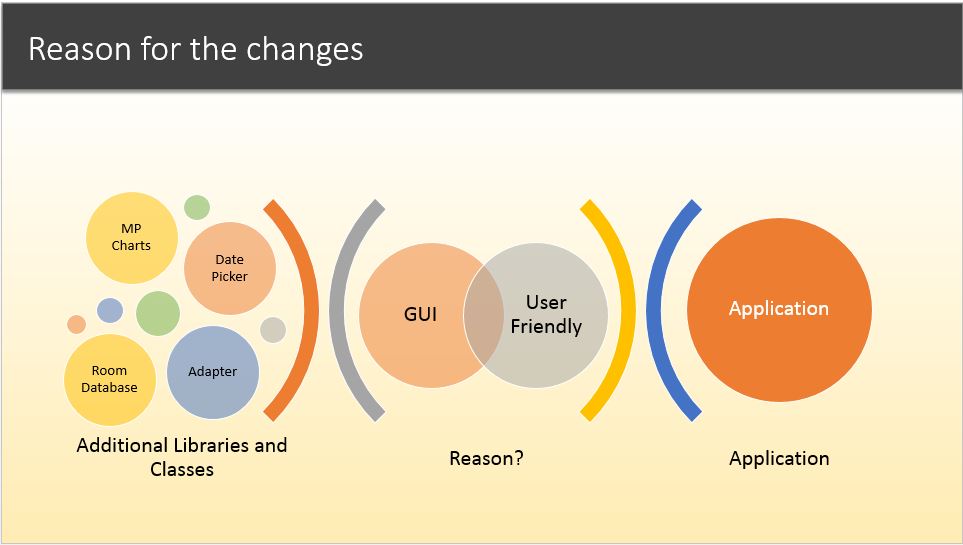 Reason for the changes
MP
Charts
Date
Picker
Room
Database
Adapter
Additional Libraries and
Classes
GUI
User
Friendly
Reason?
Application
Application